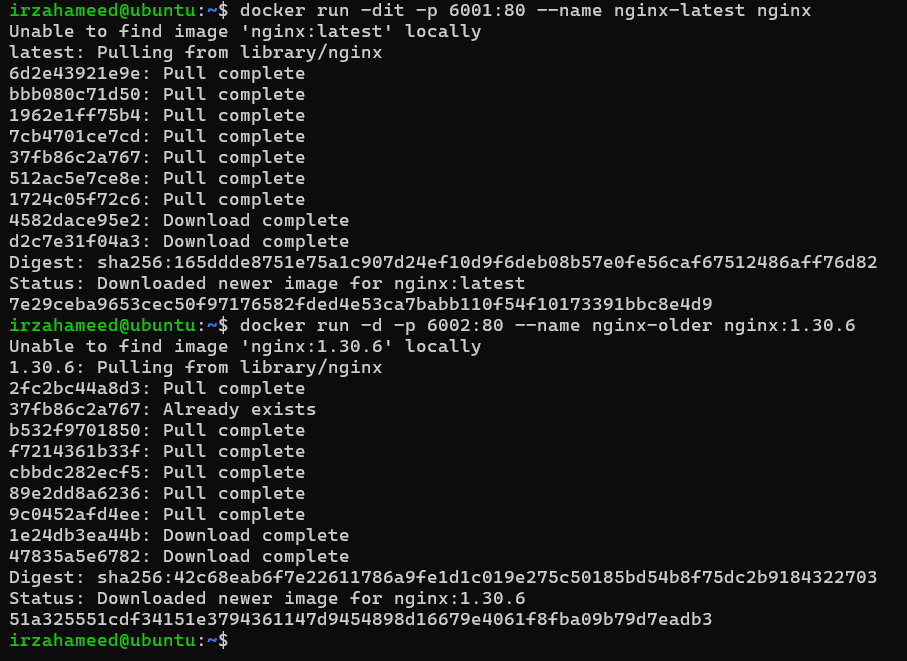 irzahameed@ubuntu:~$ docker run -dit -p 6001:80 --name nginx-latest nginx
Unable to find image 'nginx:latest' locally
latest: Pulling from library/nginx
6d2e43921e9e: Pull complete
bbb080c71d50: Pull complete
1962e1ff75b4: Pull complete
7cb4701ce7cd: Pull complete
37fb86c2a767: Pull complete
512ac5e7ce8e: Pull complete
1724c05f72c6: Pull complete
4582dace95e2: Download complete
d2c7e31f04a3: Download complete
Digest: sha256:165ddde8751e75a1c907d24ef10d9f6deb08b57e0fe56caf67512486aff76d82
Status: Downloaded newer image for nginx:latest
7e29ceba9653cec50f97176582fded4e53ca7babb110f54f10173391bbc8e4d9
irzahameed@ubuntu:~$ docker run -d -p 6002:80 --name nginx-older nginx:1.30.6
Unable to find image 'nginx:1.30.6' locally
1.30.6: Pulling from library/nginx
2fc2bc44a8d3: Pull complete
37fb86c2a767: Already exists
b532f9701850: Pull complete
f7214361b33f: Pull complete
cbbdc282ecf5: Pull complete
89e2dd8a6236: Pull complete
9c0452afd4ee: Pull complete
1e24db3ea44b: Download complete
47835a5e6782: Download complete
Digest: sha256:42c68eab6f7e22611786a9fe1d1c019e275c50185bd54b8f75dc2b9184322703
Status: Downloaded newer image for nginx:1.30.6
51a325551cdf34151e3794361147d9454898d16679e4061f8fba09b79d7eadb3
irzahameed@ubuntu:~$